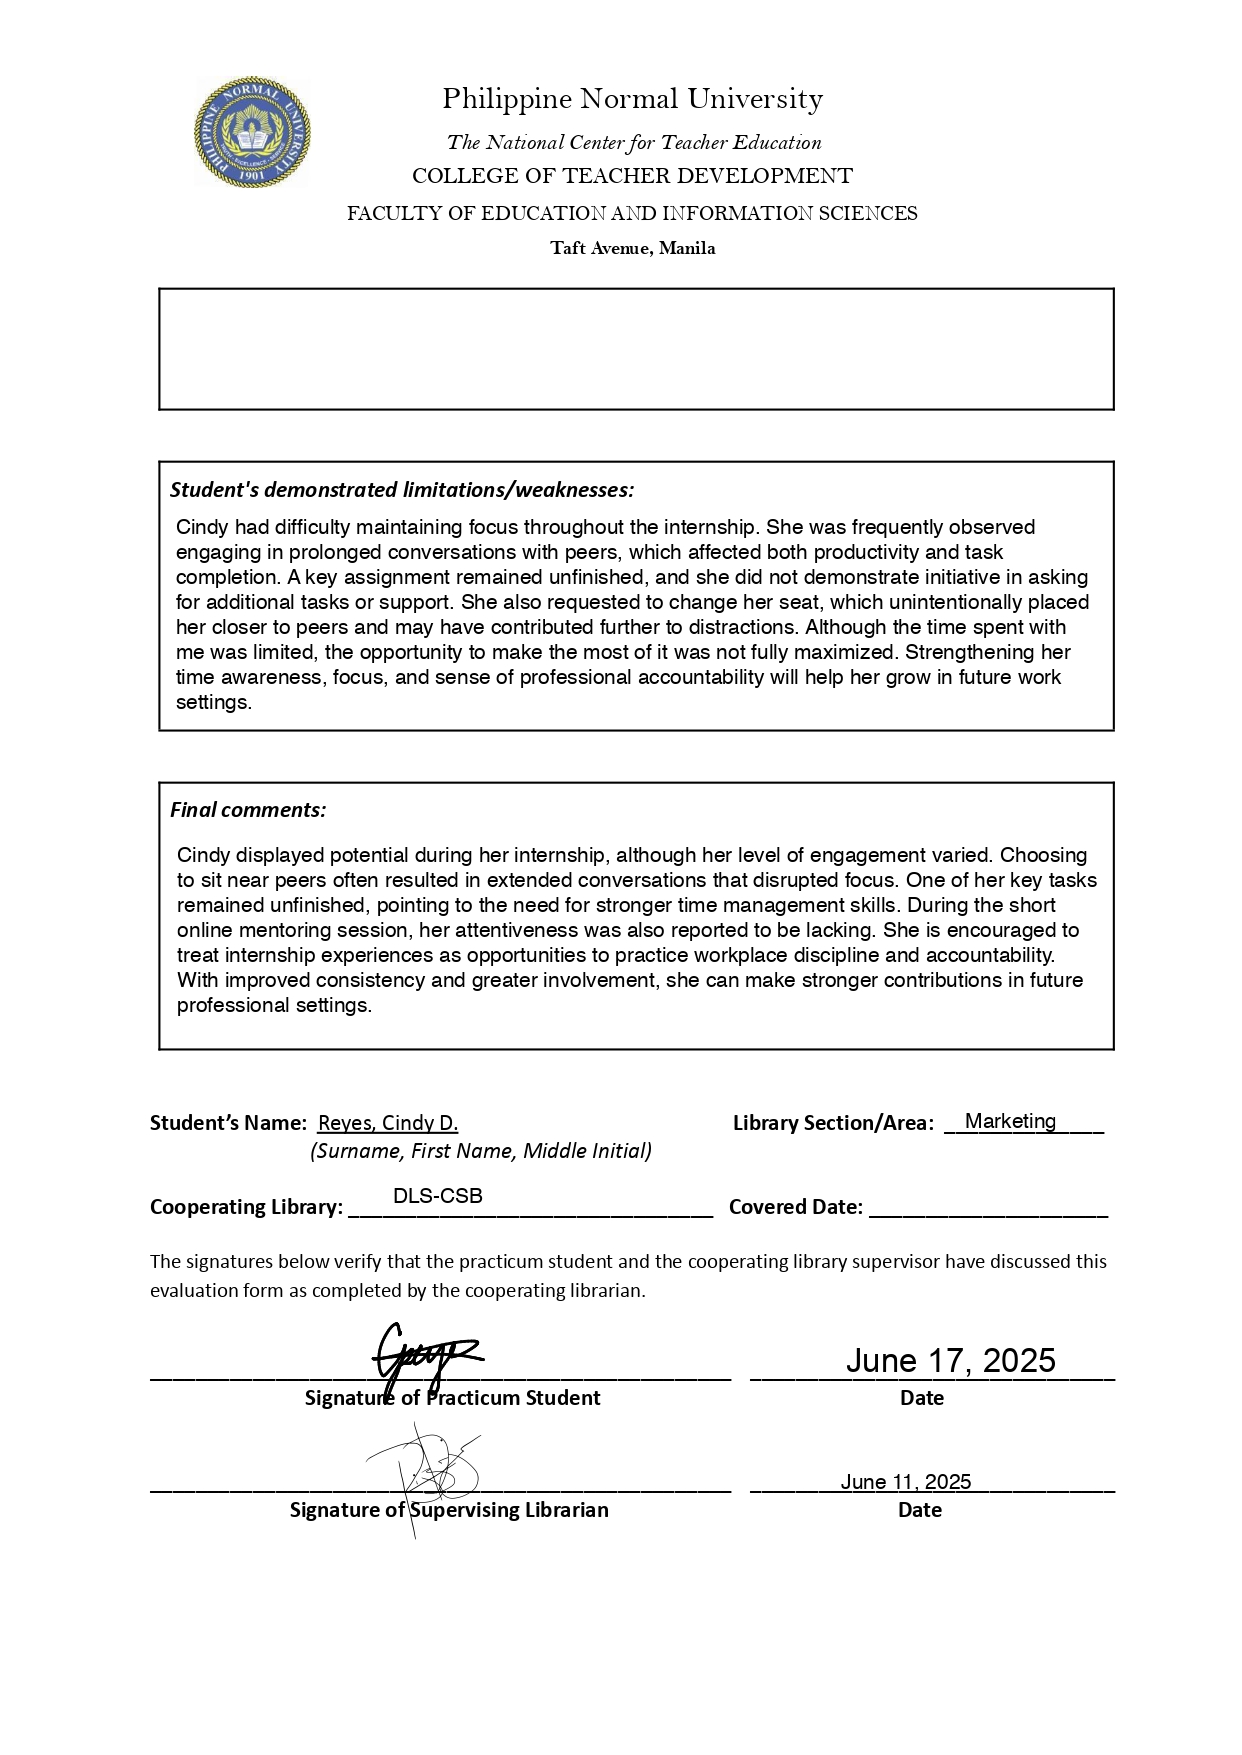 PHILIPPINE NORMAL UNIVERSITY
1901
Philippine Normal University
The National Center for Teacher Education
COLLEGE OF TEACHER DEVELOPMENT
FACULTY OF EDUCATION AND INFORMATION SCIENCES
Taft Avenue, Manila
Student's demonstrated limitations/weaknesses:
Cindy had difficulty maintaining focus throughout the internship. She was frequently observed
engaging in prolonged conversations with peers, which affected both productivity and task
completion. A key assignment remained unfinished, and she did not demonstrate initiative in asking
for additional tasks or support. She also requested to change her seat, which unintentionally placed
her closer to peers and may have contributed further to distractions. Although the time spent with
me was limited, the opportunity to make the most of it was not fully maximized. Strengthening her
time awareness, focus, and sense of professional accountability will help her grow in future work
settings.
Final comments:
Cindy displayed potential during her internship, although her level of engagement varied. Choosing
to sit near peers often resulted in extended conversations that disrupted focus. One of her key tasks
remained unfinished, pointing to the need for stronger time management skills. During the short
online mentoring session, her attentiveness was also reported to be lacking. She is encouraged to
treat internship experiences as opportunities to practice workplace discipline and accountability.
With improved consistency and greater involvement, she can make stronger contributions in future
professional settings.
Student’s Name: Reyes, Cindy D. Library Section/Area: Marketing
(Surname, First Name, Middle Initial)
Cooperating Library: DLS-CSB Covered Date:
The signatures below verify that the practicum student and the cooperating library supervisor have discussed this
evaluation form as completed by the cooperating librarian.
June 17, 2025
Signature of Practicum Student Date
June 11, 2025
Signature of Supervising Librarian Date